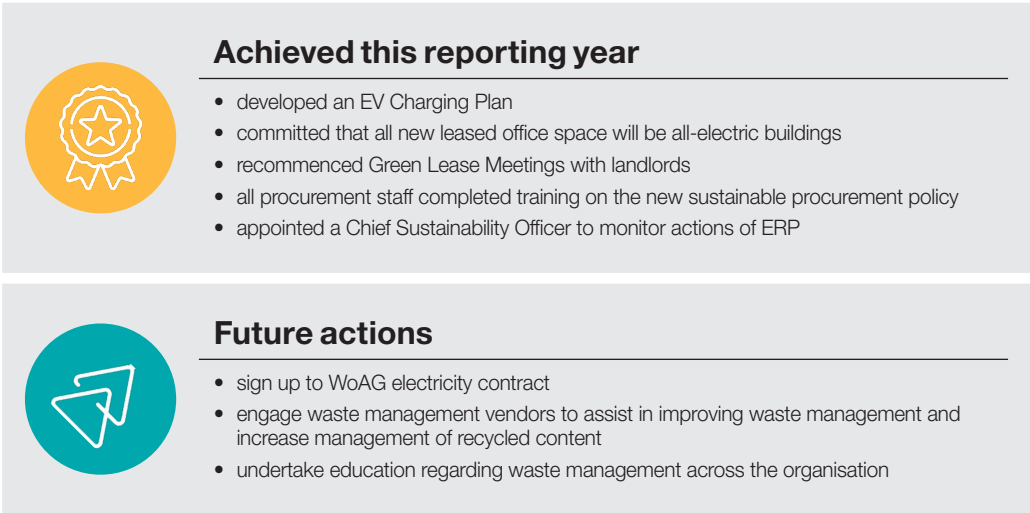 Achieved this reporting year
• developed an EV Charging Plan
• committed that all new leased office space will be all-electric buildings
• recommenced Green Lease Meetings with landlords
• all procurement staff completed training on the new sustainable procurement policy
• appointed a Chief Sustainability Officer to monitor actions of ERP
Future actions
• sign up to WoAG electricity contract
• engage waste management vendors to assist in improving waste management and
increase management of recycled content
• undertake education regarding waste management across the organisation